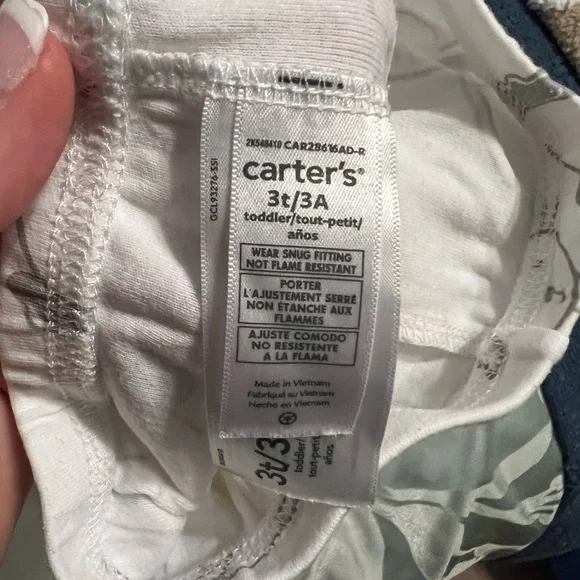 2K548410 CAR28616AD-R
carter's®
3t/3A
toddler/tout-petit/
años
WEAR SNUG FITTING
NOT FLAME RESISTANT
PORTER
L'AJUSTEMENT SERRÉ
NON ÉTANCHE AUX
FLAMMES
AJUSTE COMODO
NO RESISTENTE
A LA FLAMA
Made in Vietnam
Fabriqué au Vietnam
Hecho en Vietnam
GCL93276-SSI
3t/3
toddler/
tout-petit
años